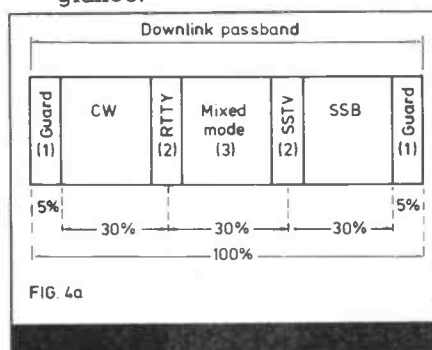 Downlink passband
Guard
(1)
CW
RTTY
(2)
Mixed
mode
(3)
SSTV
(2)
SSB
Guard
(1)
5%
30%
30%
30%
5%
100%
FIG. 4a